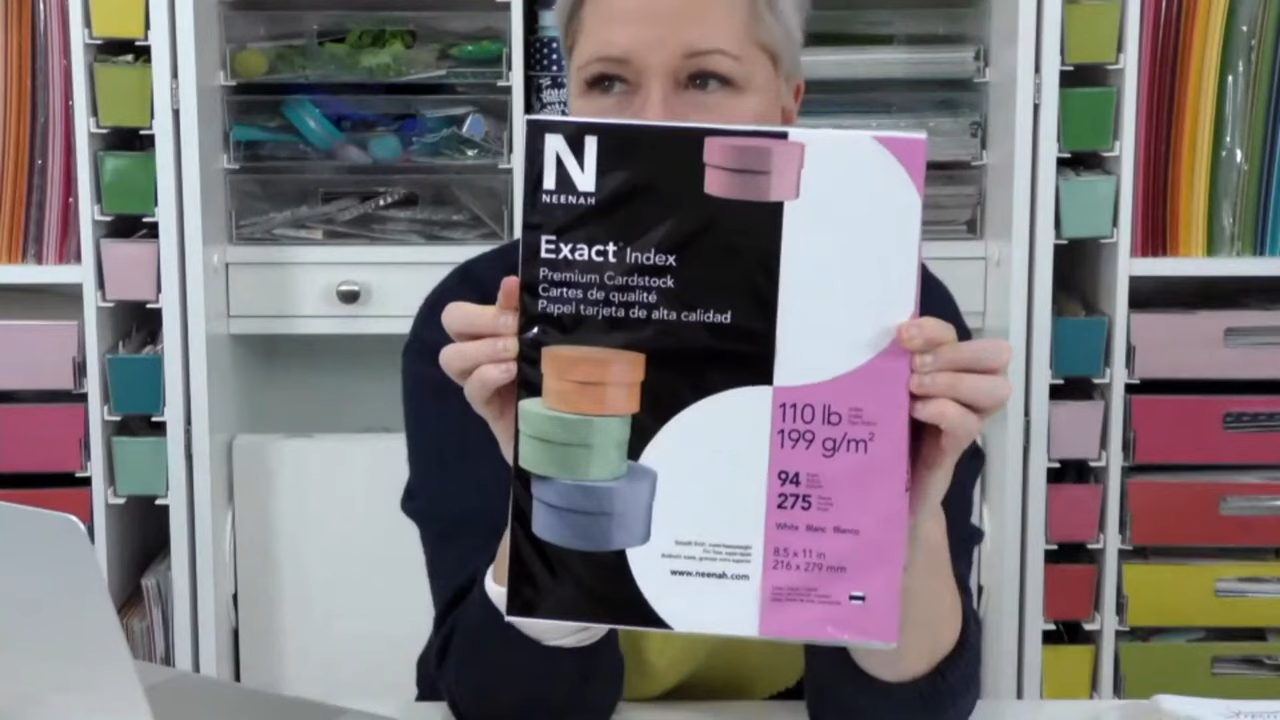 N
NEENAH
Exact Index
Premium Cardstock
Cartes de qualité
Papel tarjeta de alta calidad
110 lb
199 g/m²
94
275
White Blanc Blanco
8.5 x 11 in
216 x 279 mm
www.neenah.com